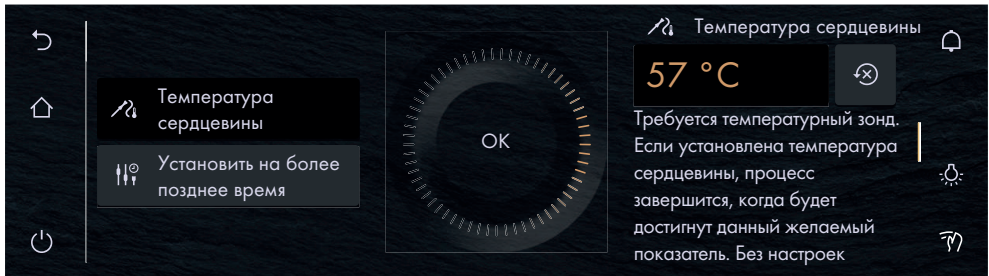 Температура
сердцевины
Установить на более
позднее время
OK
Температура сердцевины
57 °C
Требуется температурный зонд.
Если установлена температура
сердцевины, процесс
завершится, когда будет
достигнут данный желаемый
показатель. Без настроек